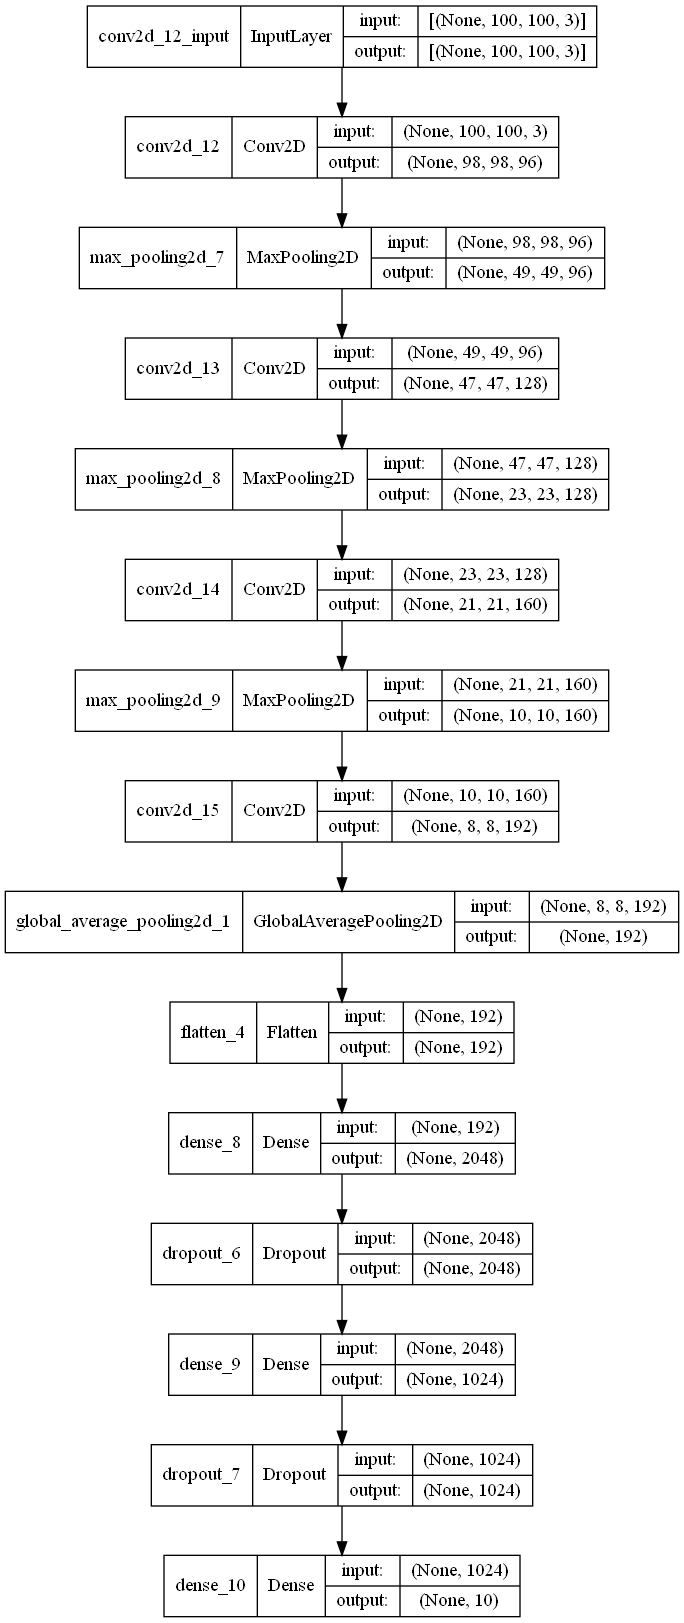 conv2d_12_input InputLayer input: [(None, 100, 100, 3)]
output: [(None, 100, 100, 3)]
conv2d_12 Conv2D input: (None, 100, 100, 3)
output: (None, 98, 98, 96)
max_pooling2d_7 MaxPooling2D input: (None, 98, 98, 96)
output: (None, 49, 49, 96)
conv2d_13 Conv2D input: (None, 49, 49, 96)
output: (None, 47, 47, 128)
max_pooling2d_8 MaxPooling2D input: (None, 47, 47, 128)
output: (None, 23, 23, 128)
conv2d_14 Conv2D input: (None, 23, 23, 128)
output: (None, 21, 21, 160)
max_pooling2d_9 MaxPooling2D input: (None, 21, 21, 160)
output: (None, 10, 10, 160)
conv2d_15 Conv2D input: (None, 10, 10, 160)
output: (None, 8, 8, 192)
global_average_pooling2d_1 GlobalAveragePooling2D input: (None, 8, 8, 192)
output: (None, 192)
flatten_4 Flatten input: (None, 192)
output: (None, 192)
dense_8 Dense input: (None, 192)
output: (None, 2048)
dropout_6 Dropout input: (None, 2048)
output: (None, 2048)
dense_9 Dense input: (None, 2048)
output: (None, 1024)
dropout_7 Dropout input: (None, 1024)
output: (None, 1024)
dense_10 Dense input: (None, 1024)
output: (None, 10)